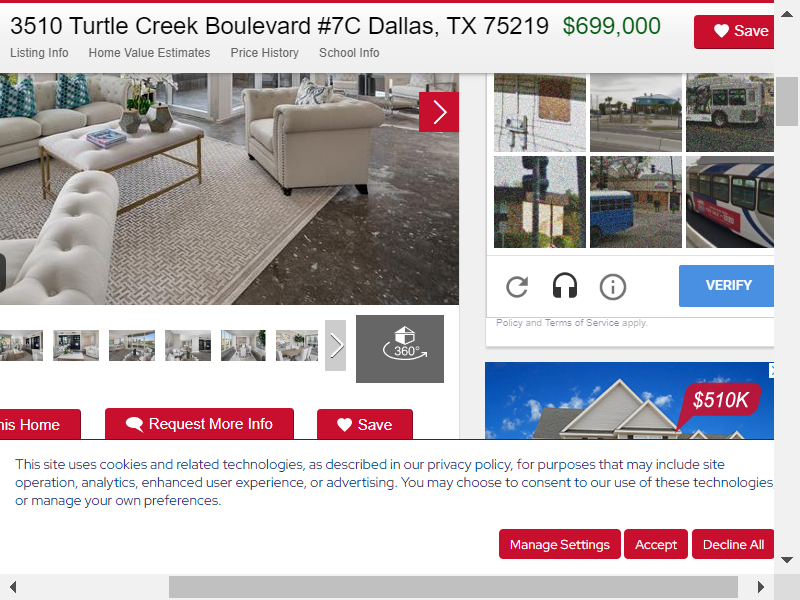 3510 Turtle Creek Boulevard #7C Dallas, TX 75219 $699,000
Save
Listing Info Home Value Estimates Price History School Info
VERIFY
Policy and Terms of Service apply.
360°
$510K
his Home
Request More Info
Save
This site uses cookies and related technologies, as described in our privacy policy, for purposes that may include site
operation, analytics, enhanced user experience, or advertising. You may choose to consent to our use of these technologies
or manage your own preferences.
Manage Settings
Accept
Decline All